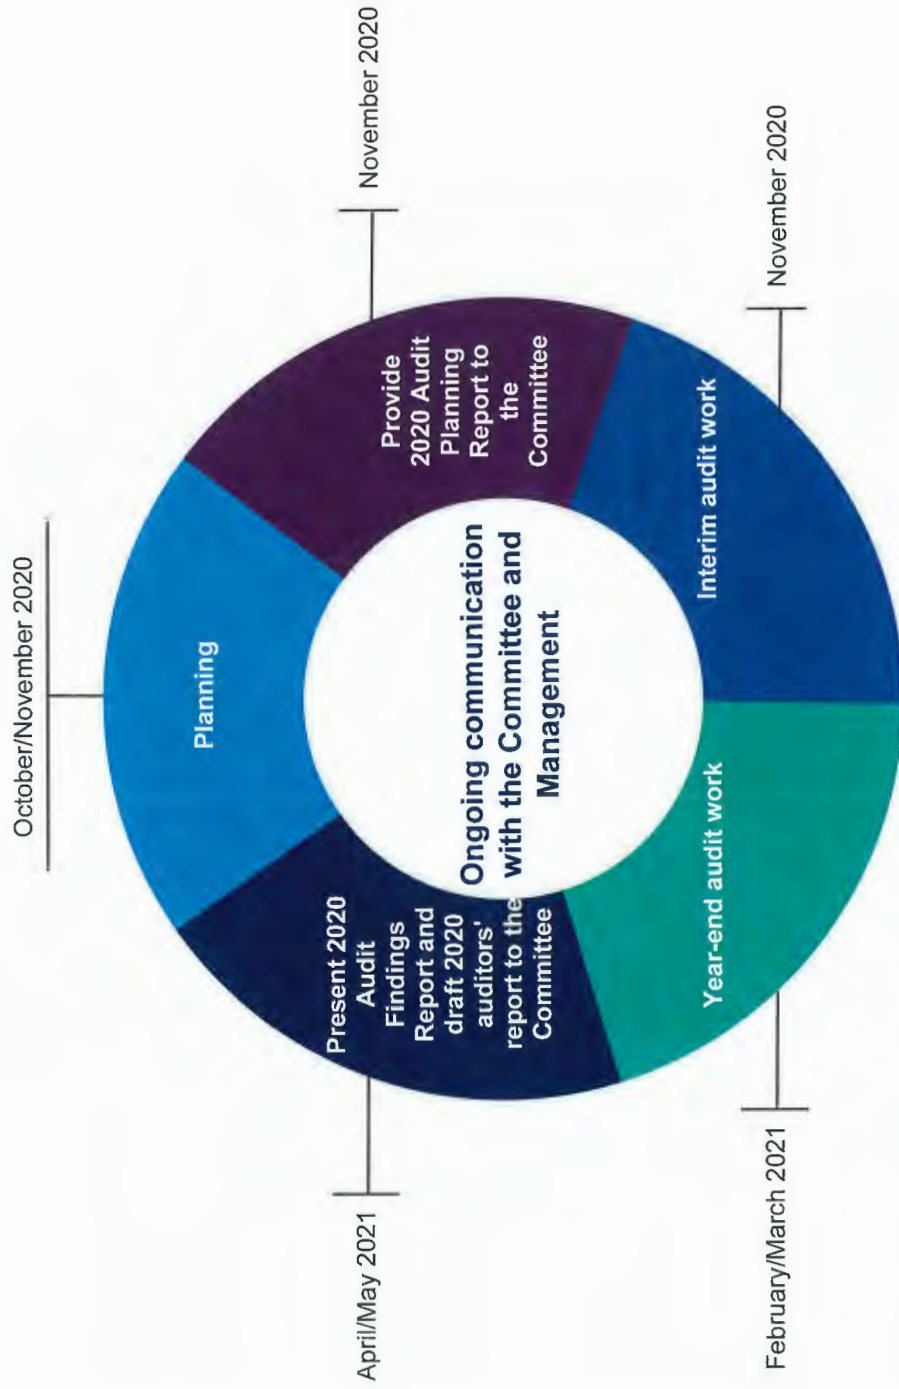 October/November 2020
Planning
November 2020
Provide
2020 Audit
Planning
Report to
the
Committee
November 2020
Interim audit work
February/March 2021
Year-end audit work
April/May 2021
Present 2020
Audit
Findings
Report and
draft 2020
auditors'
report to the
Committee
Ongoing communication
with the Committee and
Management